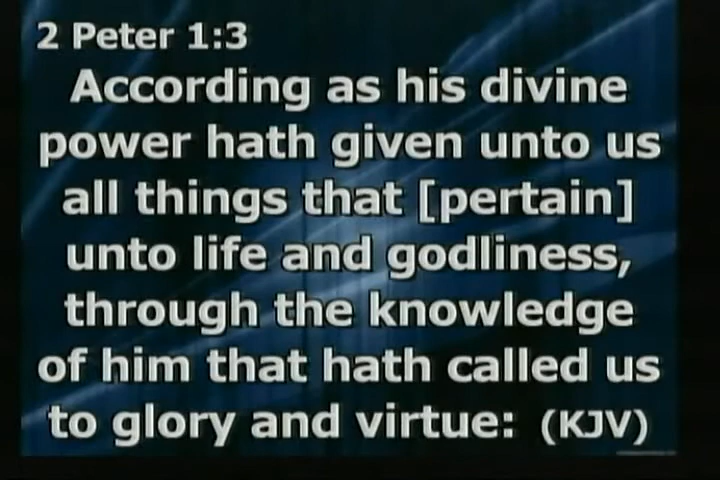 2 Peter 1:3
According as his divine
power hath given unto us
all things that [pertain]
unto life and godliness,
through the knowledge
of him that hath called us
to glory and virtue: (KJV)